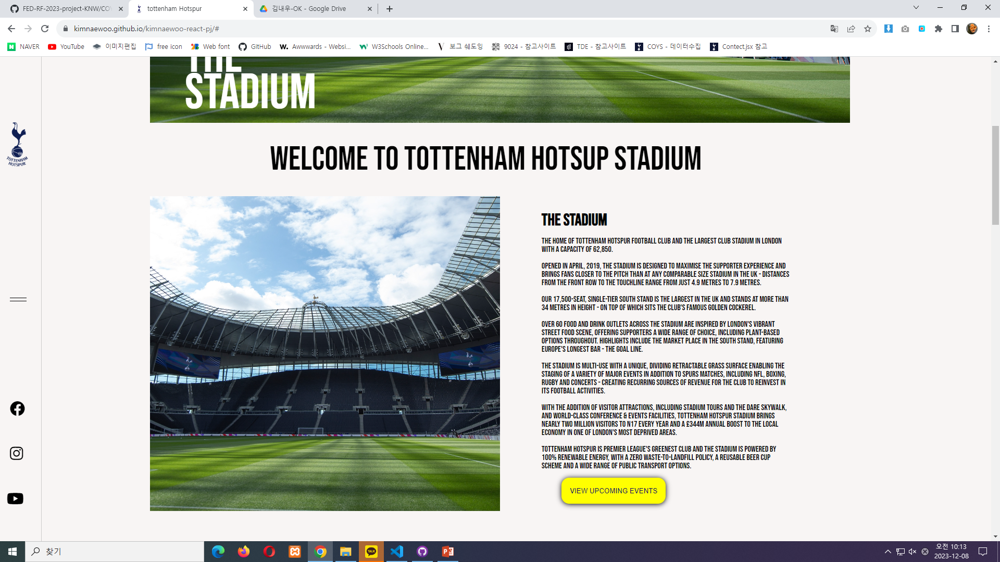 FED-RF-2023-project-KNW/COY
tottenham Hotspur
김내우-OK - Google Drive
kimnaewoo.github.io/kimnaewoo-react-pj/#
NAVER
YouTube
이미지편집
free icon
Web font
GitHub
Awwwards - Websi...
W3Schools Online...
보그 쉐도잉
9024 - 참고사이트
TDE - 참고사이트
COYS - 데이터수집
Contect.jsx 참고
THE
STADIUM
TOTTENHAM
HOTSPUR
WELCOME TO TOTTENHAM HOTSUP STADIUM
THE STADIUM
THE HOME OF TOTTENHAM HOTSPUR FOOTBALL CLUB AND THE LARGEST CLUB STADIUM IN LONDON
WITH A CAPACITY OF 62,850.
OPENED IN APRIL, 2019, THE STADIUM IS DESIGNED TO MAXIMISE THE SUPPORTER EXPERIENCE AND
BRINGS FANS CLOSER TO THE PITCH THAN AT ANY COMPARABLE SIZE STADIUM IN THE UK - DISTANCES
FROM THE FRONT ROW TO THE TOUCHLINE RANGE FROM JUST 4.9 METRES TO 7.9 METRES.
OUR 17,500-SEAT, SINGLE-TIER SOUTH STAND IS THE LARGEST IN THE UK AND STANDS AT MORE THAN
34 METRES IN HEIGHT - ON TOP OF WHICH SITS THE CLUB'S FAMOUS GOLDEN COCKEREL.
OVER 60 FOOD AND DRINK OUTLETS ACROSS THE STADIUM ARE INSPIRED BY LONDON'S VIBRANT
STREET FOOD SCENE, OFFERING SUPPORTERS A WIDE RANGE OF CHOICE, INCLUDING PLANT-BASED
OPTIONS THROUGHOUT. HIGHLIGHTS INCLUDE THE MARKET PLACE IN THE SOUTH STAND, FEATURING
EUROPE'S LONGEST BAR - THE GOAL LINE.
THE STADIUM IS MULTI-USE WITH A UNIQUE, DIVIDING RETRACTABLE GRASS SURFACE ENABLING THE
STAGING OF A VARIETY OF MAJOR EVENTS IN ADDITION TO SPURS MATCHES, INCLUDING NFL, BOXING,
RUGBY AND CONCERTS - CREATING RECURRING SOURCES OF REVENUE FOR THE CLUB TO REINVEST IN
ITS FOOTBALL ACTIVITIES.
WITH THE ADDITION OF VISITOR ATTRACTIONS, INCLUDING STADIUM TOURS AND THE DARE SKYWALK,
AND WORLD-CLASS CONFERENCE & EVENTS FACILITIES, TOTTENHAM HOTSPUR STADIUM BRINGS
NEARLY TWO MILLION VISITORS TO N17 EVERY YEAR AND A £344M ANNUAL BOOST TO THE LOCAL
ECONOMY IN ONE OF LONDON'S MOST DEPRIVED AREAS.
TOTTENHAM HOTSPUR IS PREMIER LEAGUE'S GREENEST CLUB AND THE STADIUM IS POWERED BY
100% RENEWABLE ENERGY, WITH A ZERO WASTE-TO-LANDFILL POLICY, A REUSABLE BEER CUP
SCHEME AND A WIDE RANGE OF PUBLIC TRANSPORT OPTIONS.
VIEW UPCOMING EVENTS
찾기
TALK
오전 10:13
2023-12-08